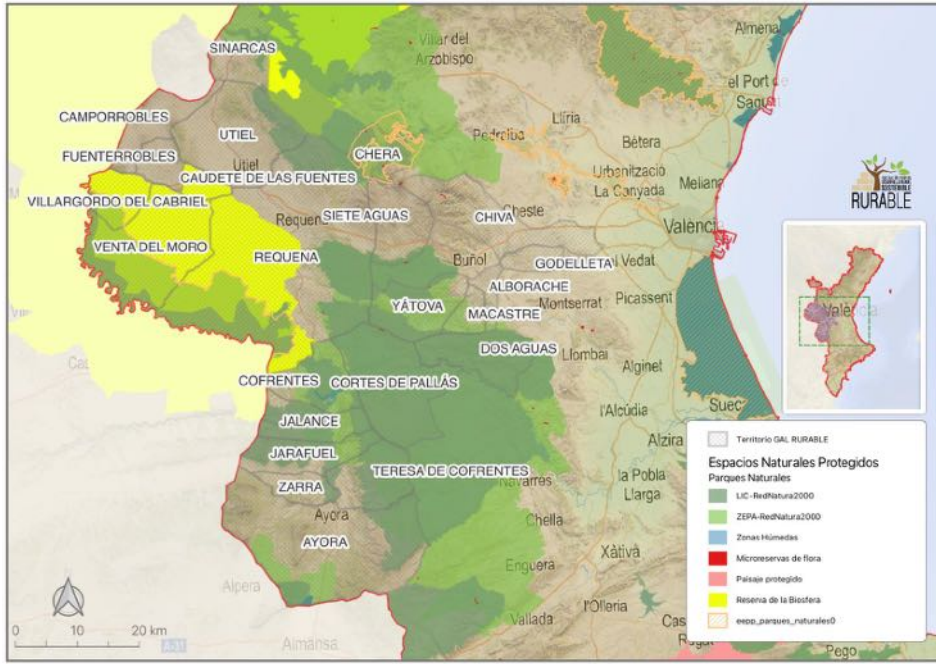 SINARCAS
Villar del
Arzobispo
Almena
el Port de
Sagunt
CAMPORROBLES
UTIEL
Utiel
Llíria
Pedralba
Bétera
FUENTERROBLES
CHERA
Urbanització
La Canyada
Meliana
CAUDETE DE LAS FUENTES
VILLARGORDO DEL CABRIEL
Requena
SIETE AGUAS
CHIVA
Cheste
València
VENTA DEL MORO
REQUENA
Buñol
GODELLETA
el Vedat
ALBORACHE
YÁTOVA
Montserrat
Picassent
MACASTRE
DOS AGUAS
Llombai
Alginet
COFRENTES
CORTES DE PALLÁS
JALANCE
l'Alcúdia
Suec
Alzira
JARAFUEL
TERESA DE COFRENTES
Navarrés
la Pobla
Llarga
ZARRA
Ayora
Chella
AYORA
Xàtivà
Enguera
Alpera
l'Olleria
Vallada
Almansa
A-31
Pego
0 10 20 km
RURABLE
València
Territorio GAL RURABLE
Espacios Naturales Protegidos
Parques Naturales
LIC-RedNatura2000
ZEPA-RedNatura2000
Zonas Húmedas
Microreservas de flora
Paisaje protegido
Reserva de la Biosfera
eepp_parques_naturales0